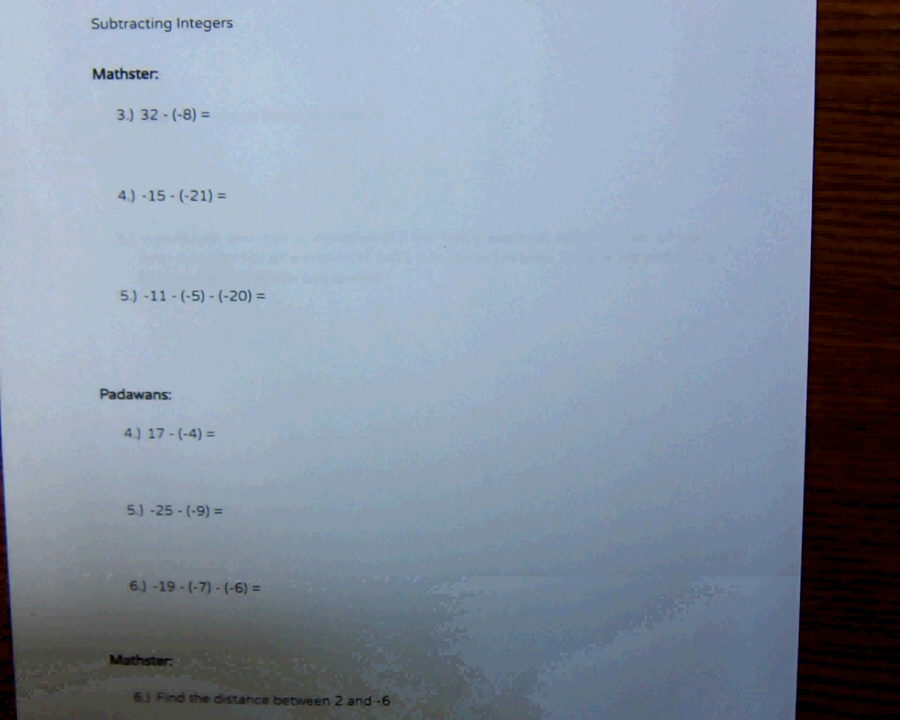 Subtracting Integers
Mathster:
3.) 32 - (-8) =
4.) -15 - (-21) =
5.) -11 - (-5) - (-20) =
Padawans:
4.) 17 - (-4) =
5.) -25 - (-9) =
6.) -19 - (-7) - (-6) =
Mathster:
6.) Find the distance between 2 and -6